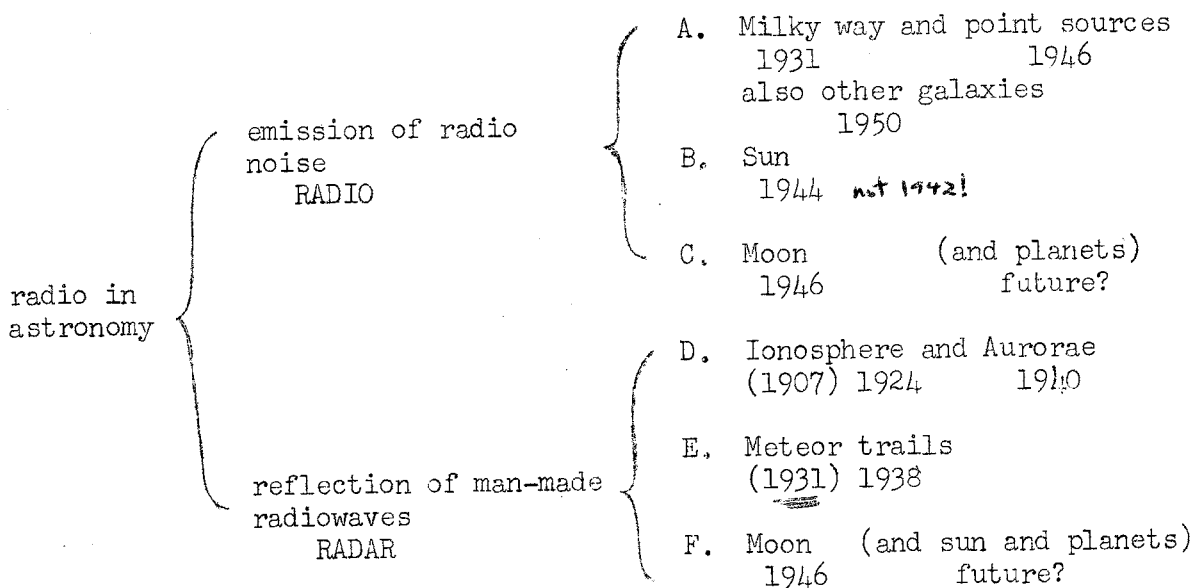 radio in
astronomy
emission of radio
noise
RADIO
A. Milky way and point sources
1931 1946
also other galaxies
1950
B. Sun
1944 not 1942!
C. Moon (and planets)
1946 future?
reflection of man-made
radiowaves
RADAR
D. Ionosphere and Aurorae
(1907) 1924 1940
E. Meteor trails
(1931) 1938
F. Moon (and sun and planets)
1946 future?